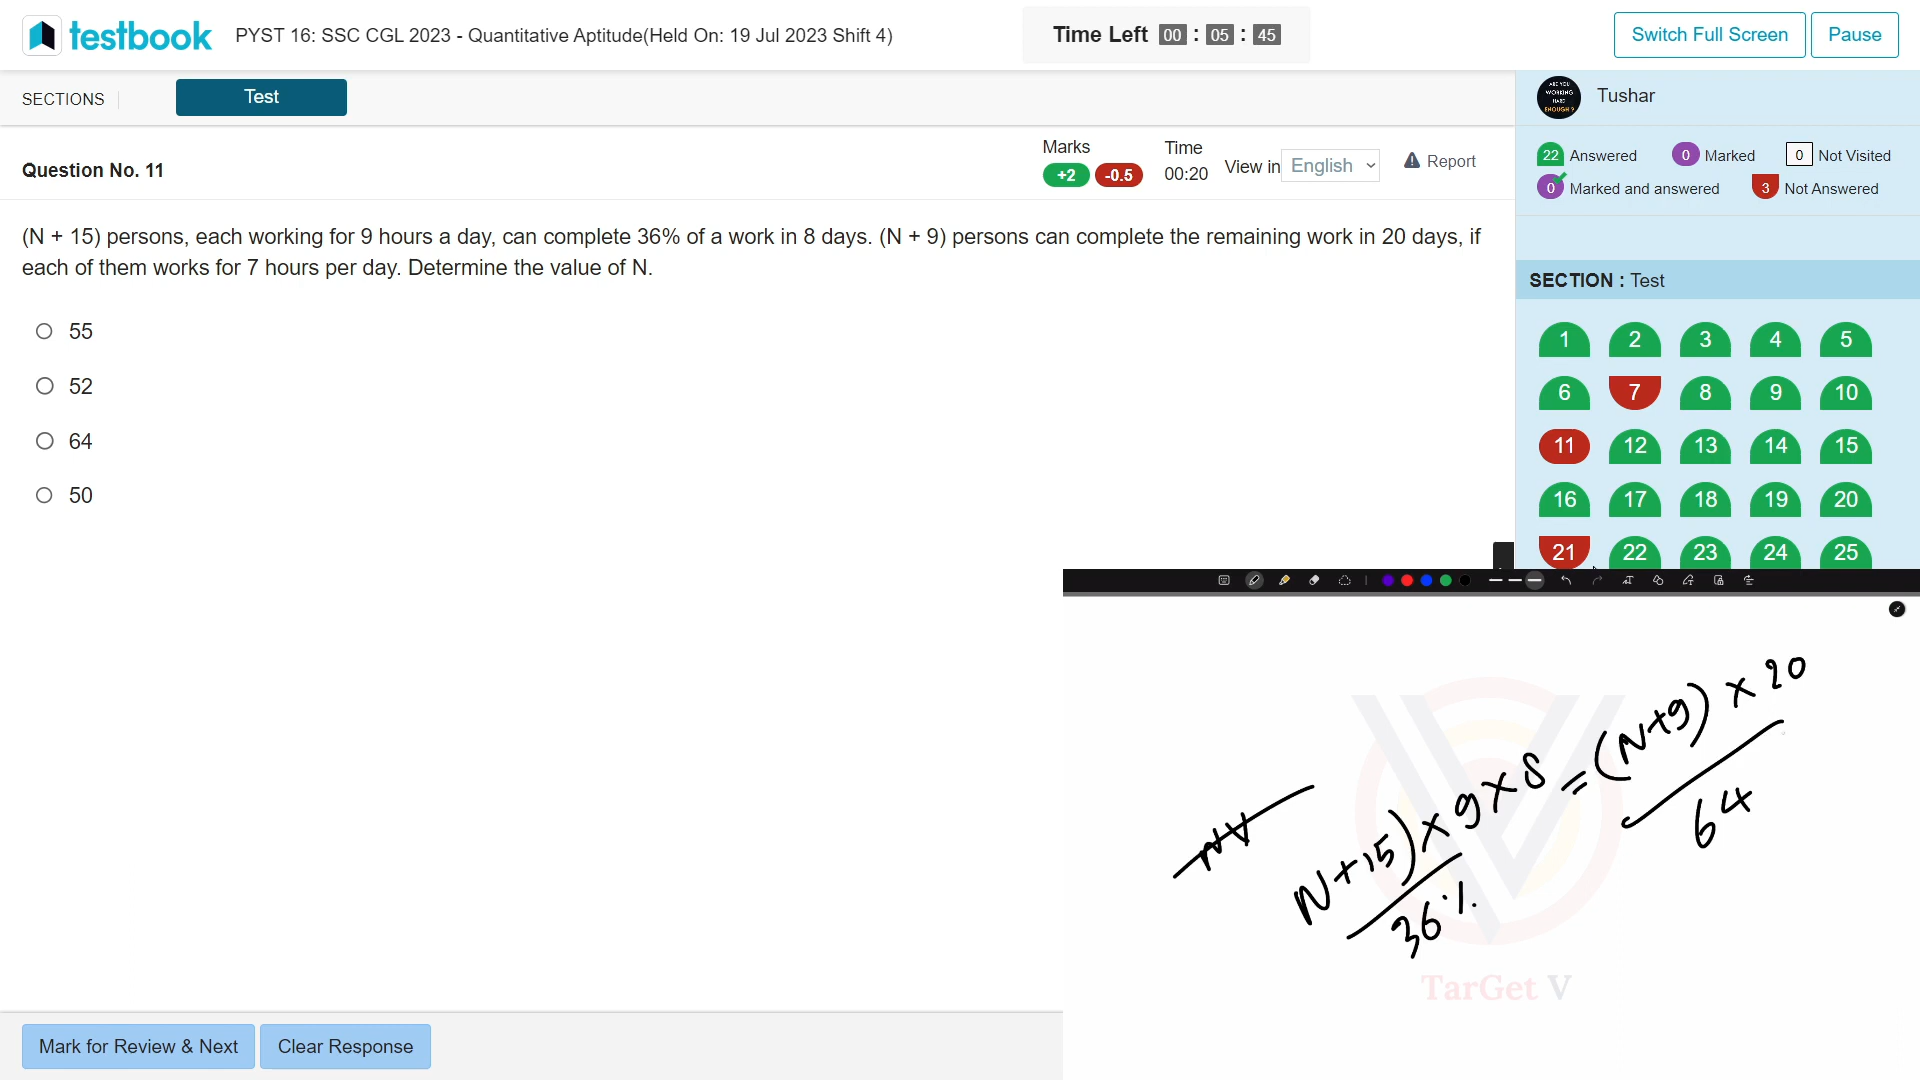 testbook PYST 16: SSC CGL 2023 - Quantitative Aptitude(Held On: 19 Jul 2023 Shift 4) Time Left 00 : 05 : 45 Switch Full Screen Pause
SECTIONS Test
ARE YOU WORKING HARD ENOUGH ? Tushar
Question No. 11
Marks
+2 -0.5
Time
00:20
View in English
Report
22 Answered 0 Marked 0 Not Visited
0 Marked and answered 3 Not Answered
(N + 15) persons, each working for 9 hours a day, can complete 36% of a work in 8 days. (N + 9) persons can complete the remaining work in 20 days, if
each of them works for 7 hours per day. Determine the value of N.
55
52
64
50
SECTION : Test
1 2 3 4 5
6 7 8 9 10
11 12 13 14 15
16 17 18 19 20
21 22 23 24 25
N+15) x 9 x 8 = (N+9) x 20
36% 64
TarGet V
Mark for Review & Next Clear Response